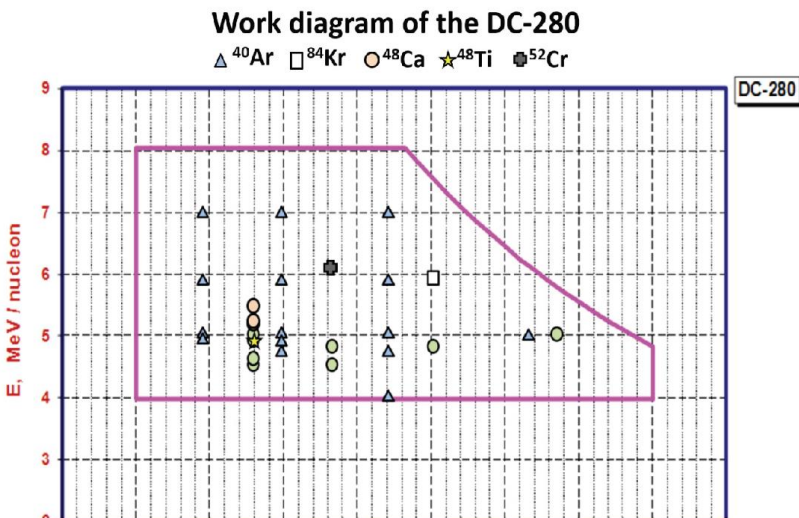 Work diagram of the DC-280
⁴⁰Ar ⁸⁴Kr ⁴⁸Ca ⁴⁸Ti ⁵²Cr
DC-280
9
8
7
6
5
4
3
E, MeV / nucleon